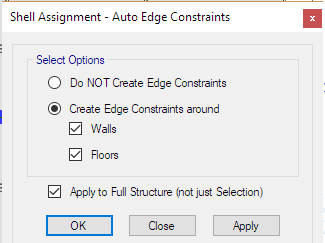 Shell Assignment - Auto Edge Constraints
x
Select Options
Do NOT Create Edge Constraints
Create Edge Constraints around
Walls
Floors
Apply to Full Structure (not just Selection)
OK Close Apply